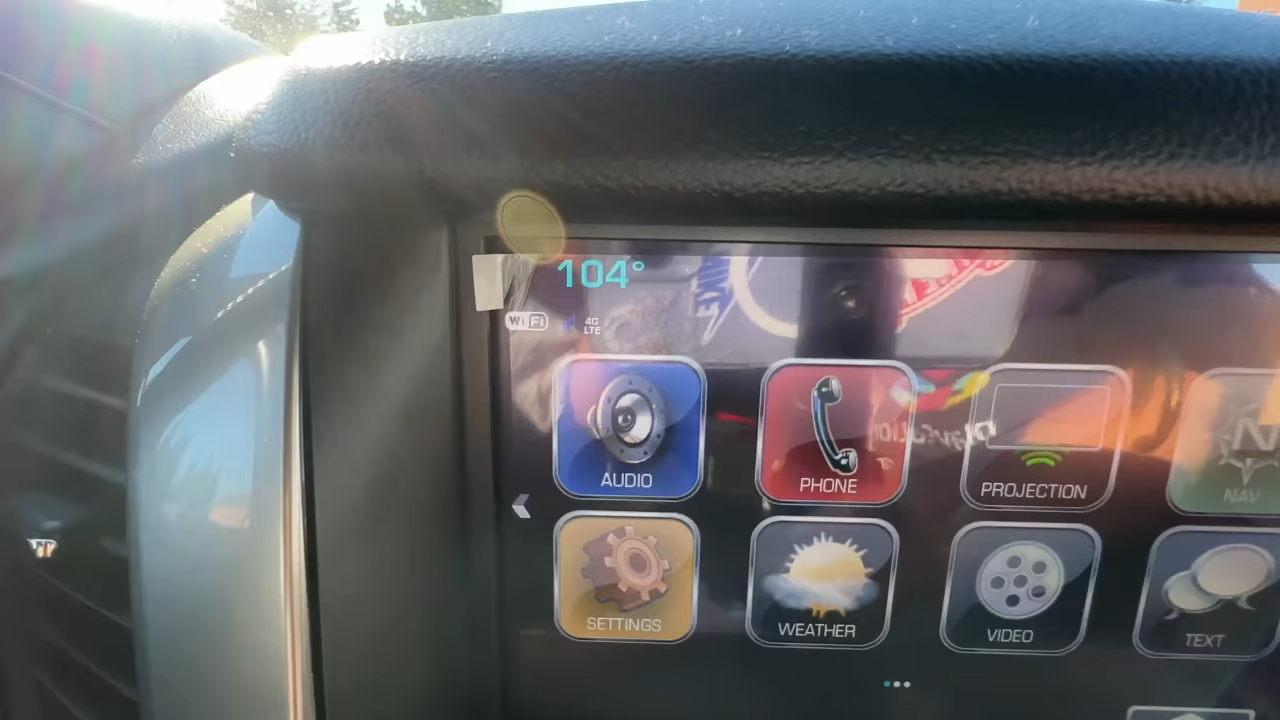 104°
WiFi 4G LTE
AUDIO PHONE PROJECTION NAV
SETTINGS WEATHER VIDEO TEXT